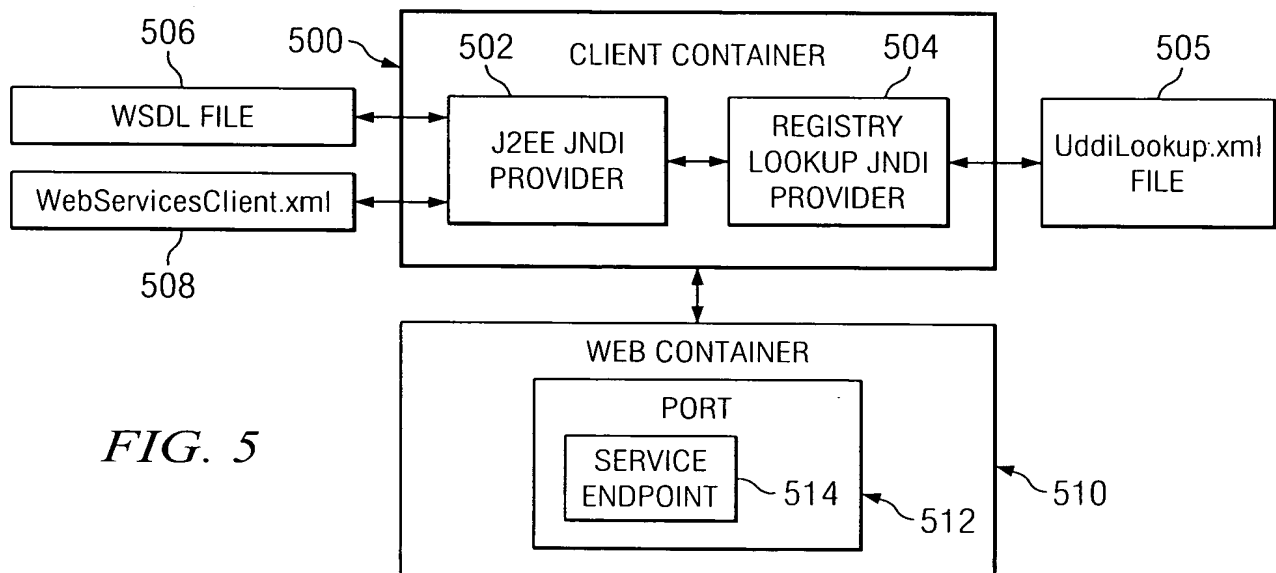 506
500
502
CLIENT CONTAINER
504
505
WSDL FILE
J2EE JNDI
PROVIDER
REGISTRY
LOOKUP JNDI
PROVIDER
UddiLookup.xml
FILE
WebServicesClient.xml
508
WEB CONTAINER
PORT
SERVICE
ENDPOINT
514
512
510
FIG. 5